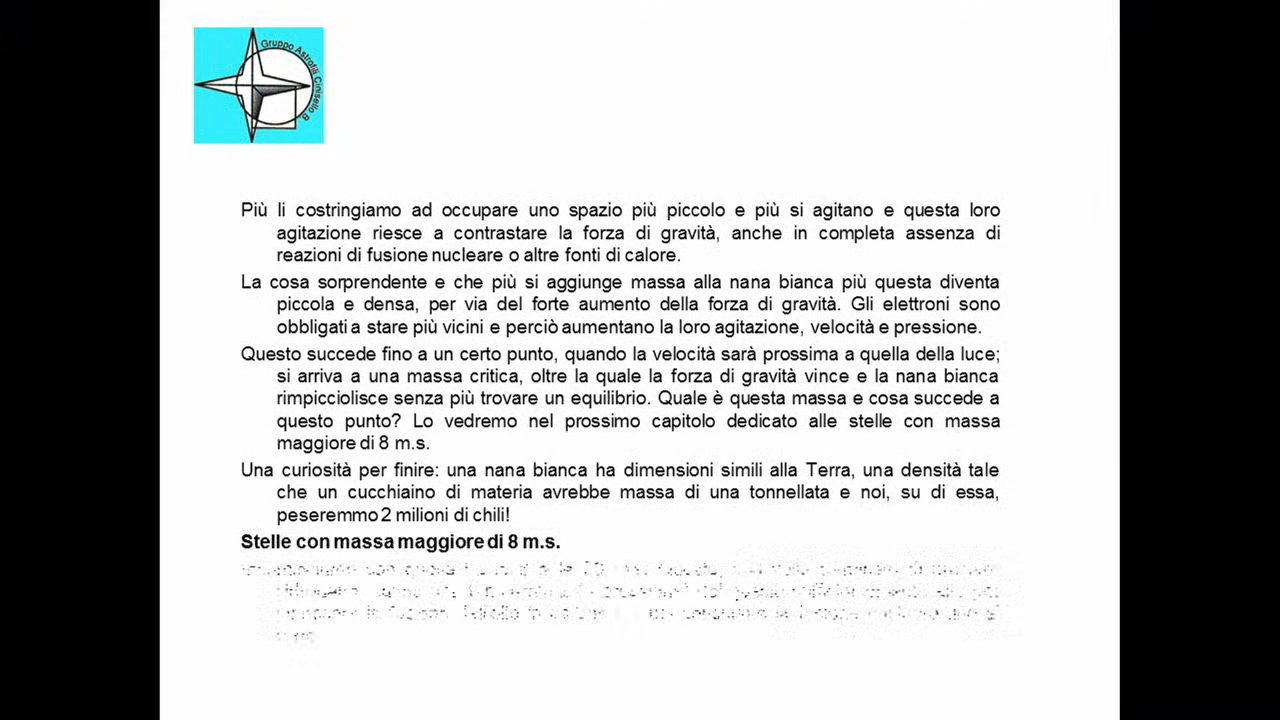 Gruppo Astrofili Cinisello B
Più li costringiamo ad occupare uno spazio più piccolo e più si agitano e questa loro
agitazione riesce a contrastare la forza di gravità, anche in completa assenza di
reazioni di fusione nucleare o altre fonti di calore.
La cosa sorprendente e che più si aggiunge massa alla nana bianca più questa diventa
piccola e densa, per via del forte aumento della forza di gravità. Gli elettroni sono
obbligati a stare più vicini e perciò aumentano la loro agitazione, velocità e pressione.
Questo succede fino a un certo punto, quando la velocità sarà prossima a quella della luce;
si arriva a una massa critica, oltre la quale la forza di gravità vince e la nana bianca
rimpicciolisce senza più trovare un equilibrio. Quale è questa massa e cosa succede a
questo punto? Lo vedremo nel prossimo capitolo dedicato alle stelle con massa
maggiore di 8 m.s.
Una curiosità per finire: una nana bianca ha dimensioni simili alla Terra, una densità tale
che un cucchiaino di materia avrebbe massa di una tonnellata e noi, su di essa,
peseremmo 2 milioni di chili!
Stelle con massa maggiore di 8 m.s.